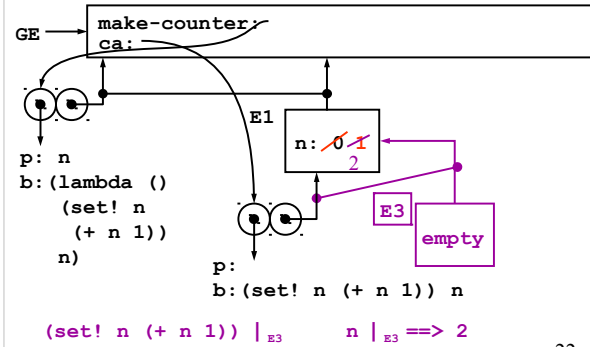 make-counter:
GE
ca:
E1
n: 0 1
2
p: n
b:(lambda ()
(set! n
(+ n 1))
n)
E3
empty
p:
b:(set! n (+ n 1)) n
(set! n (+ n 1)) | E3 n | E3 ==> 2